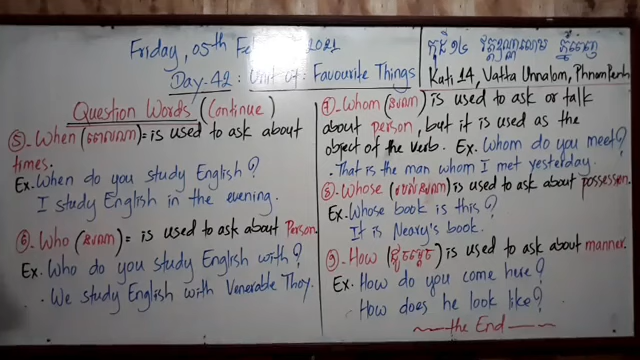 Friday, 05th Fe 2021
Day: 42 : Unit 07: Favourite Things
Kuti 14, Vatta Unnalom, Phnom Penh
Question Words (Continue)
⑤- When (ពេលណា) = is used to ask about
times.
Ex: When do you study English?
I study English in the evening.
⑥- Who (នរណា) = is used to ask about Person.
Ex: Who do you study English with?
• We study English with Venerable Thoy.
⑦- Whom (នរណា) is used to ask or talk
about person, but it is used as the
object of the verb. Ex: Whom do you meet?
- That is the man whom I met yesterday.
⑧- Whose (របស់នរណា) is used to ask about possession.
Ex: Whose book is this?
It is Neary's book.
⑨- How (ដូចម្តេច) is used to ask about manner.
Ex: How do you come here?
How does he look like?
the End